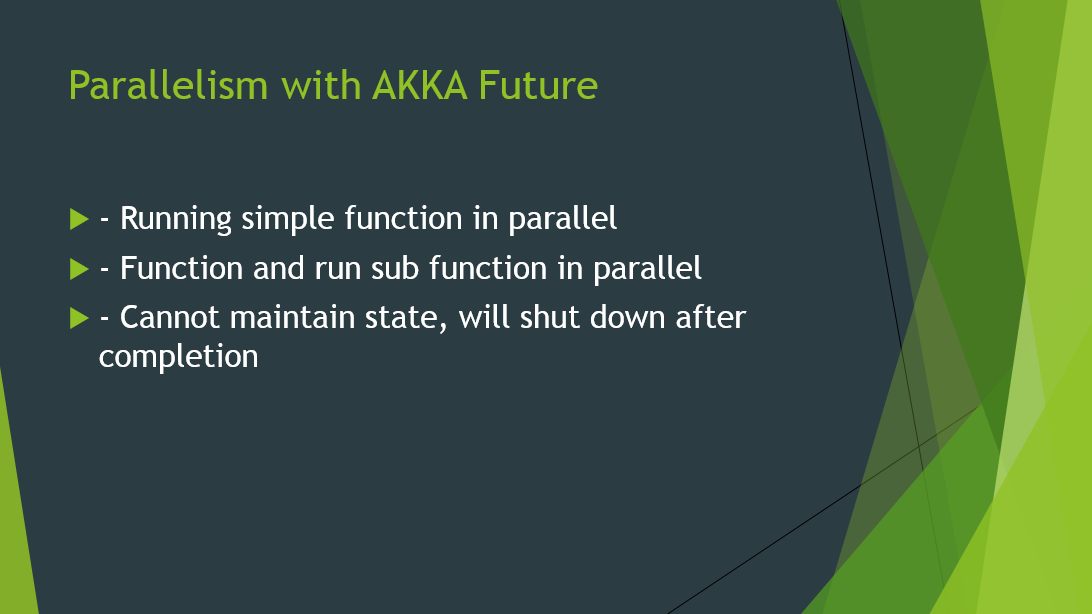 Parallelism with AKKA Future
- Running simple function in parallel
- Function and run sub function in parallel
- Cannot maintain state, will shut down after
completion